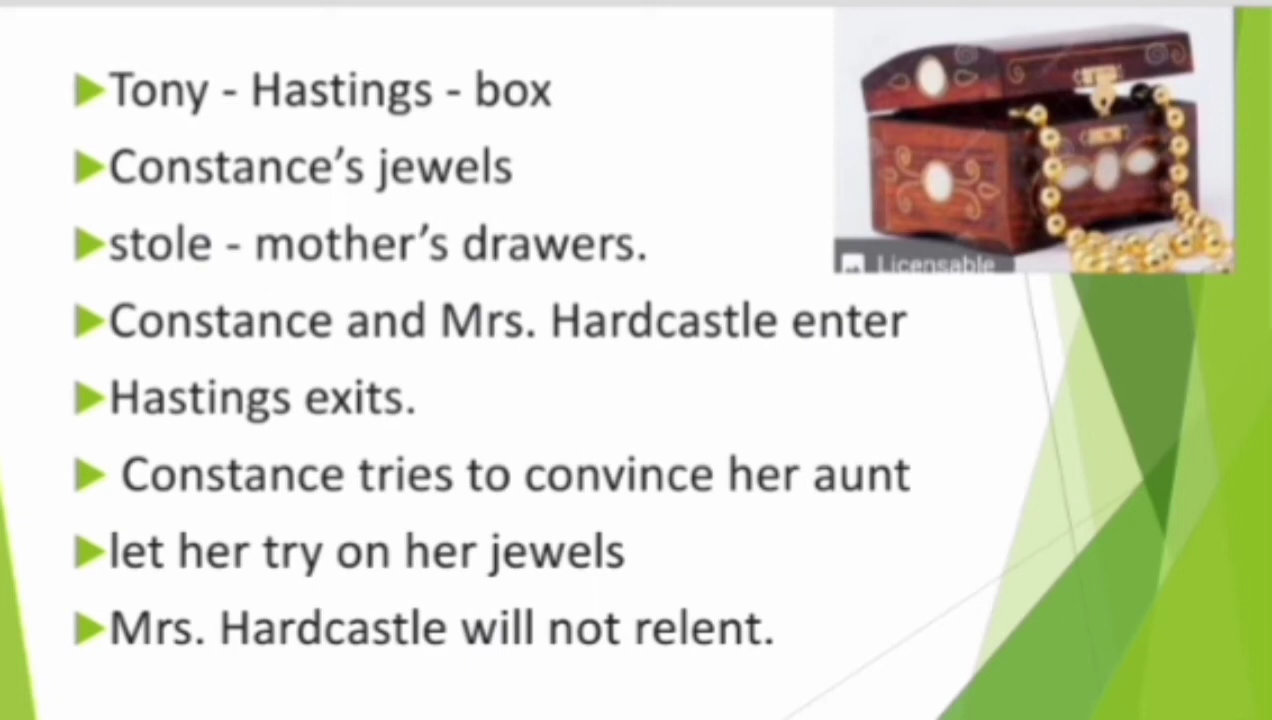 Tony - Hastings - box
Constance's jewels
stole - mother's drawers.
Constance and Mrs. Hardcastle enter
Hastings exits.
Constance tries to convince her aunt
let her try on her jewels
Mrs. Hardcastle will not relent.
Licensable